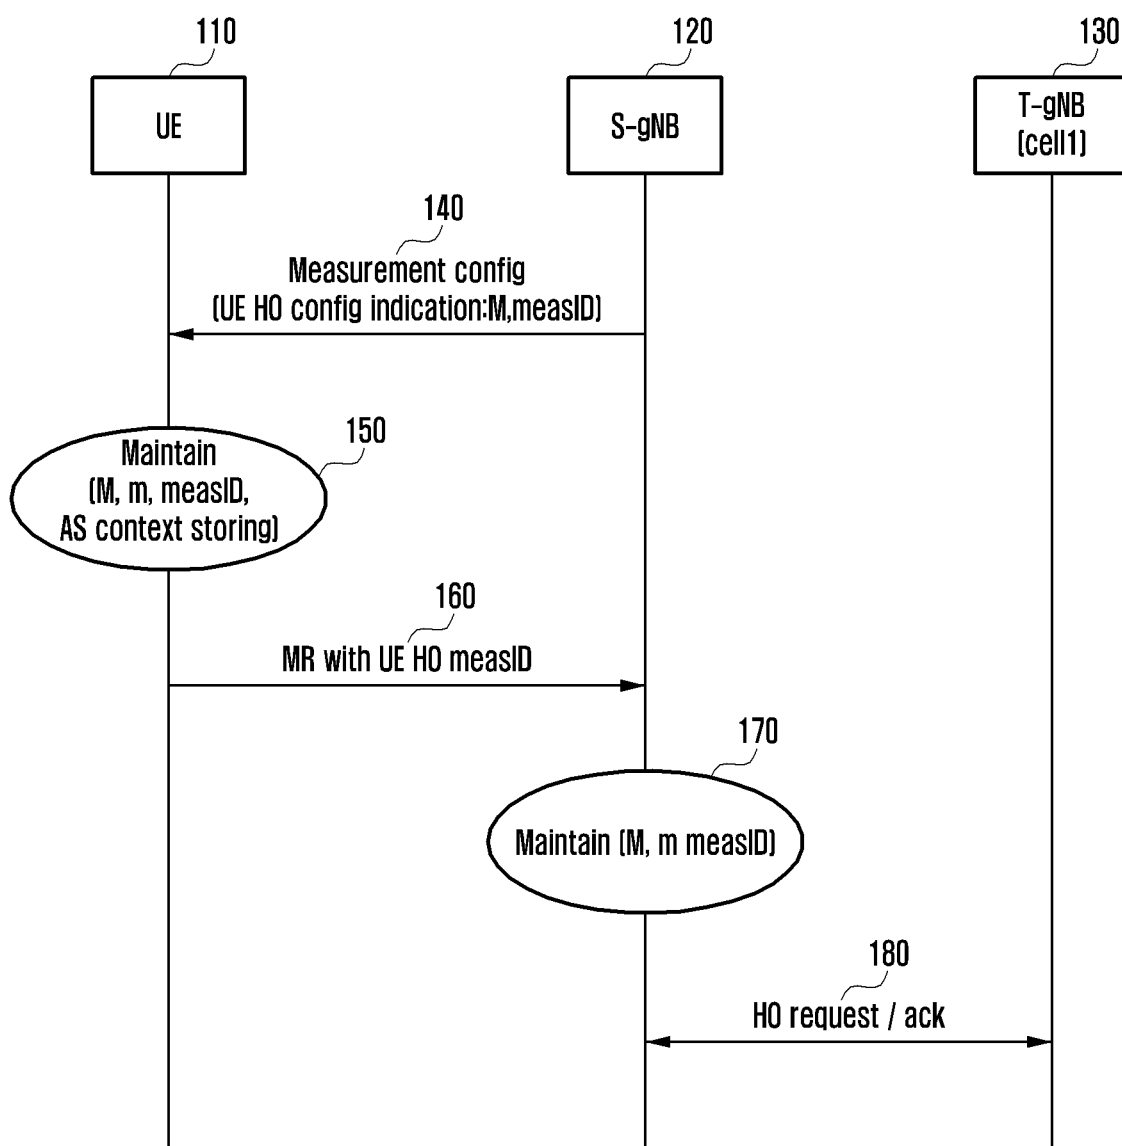 110
120
130
UE
S-gNB
T-gNB
(cell1)
140
Measurement config
(UE HO config indication:M,measID)
150
Maintain
(M, m, measID,
AS context storing)
160
MR with UE HO measID
170
Maintain (M, m measID)
180
HO request / ack